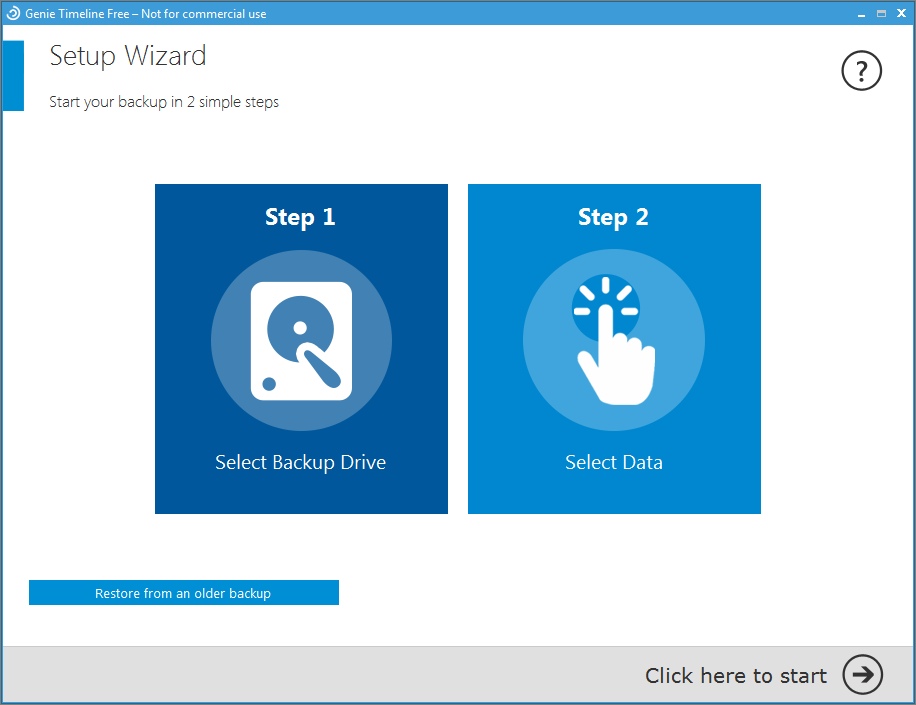 Genie Timeline Free – Not for commercial use
Setup Wizard
?
Start your backup in 2 simple steps
Step 1
Select Backup Drive
Step 2
Select Data
Restore from an older backup
Click here to start